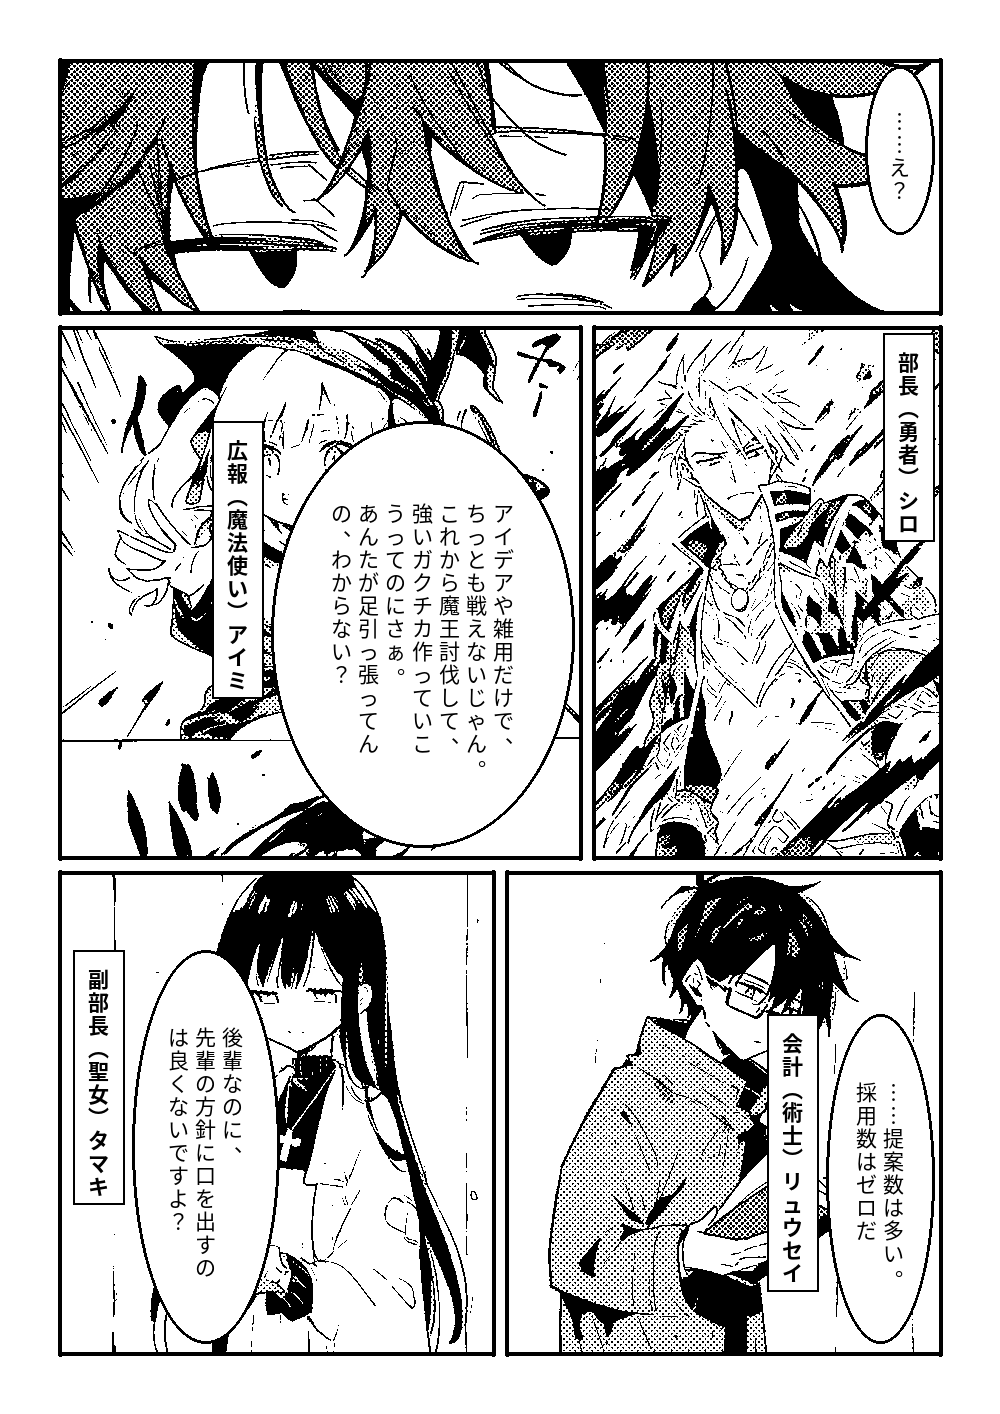 ……え？
部長（勇者）シロ
アイデアや雑用だけで、
ちっとも戦えないじゃん。
これから魔王討伐して、
強いガクチカ作っていこ
うってのにさぁ。
あんたが足引っ張ってん
の、わからない？
広報（魔法使い）アイミ
……提案数は多い。
採用数はゼロだ
会計（術士）リュウセイ
後輩なのに、
先輩の方針に口を出すの
は良くないですよ？
副部長（聖女）タマキ